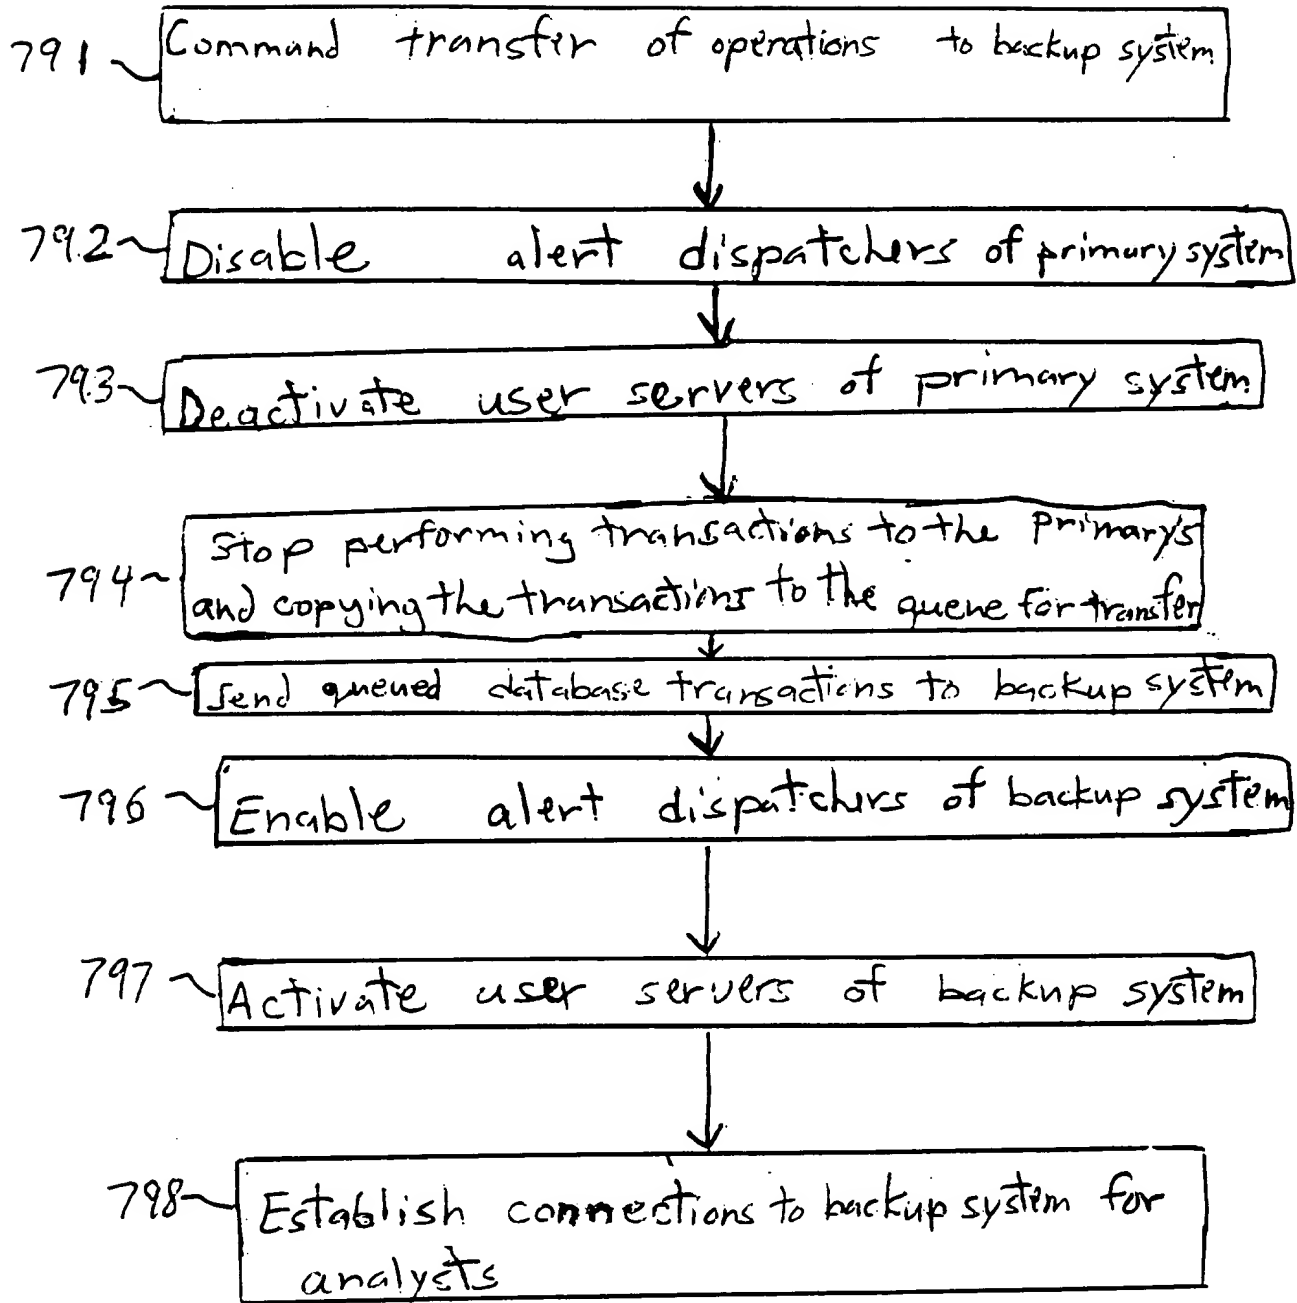 791 Command transfer of operations to backup system
792 Disable alert dispatchers of primary system
793 Deactivate user servers of primary system
Stop performing transactions to the primary's
794 and copying the transactions to the queue for transfer
795 Send queued database transactions to backup system
796 Enable alert dispatchers of backup system
797 Activate user servers of backup system
798 Establish connections to backup system for
analysts